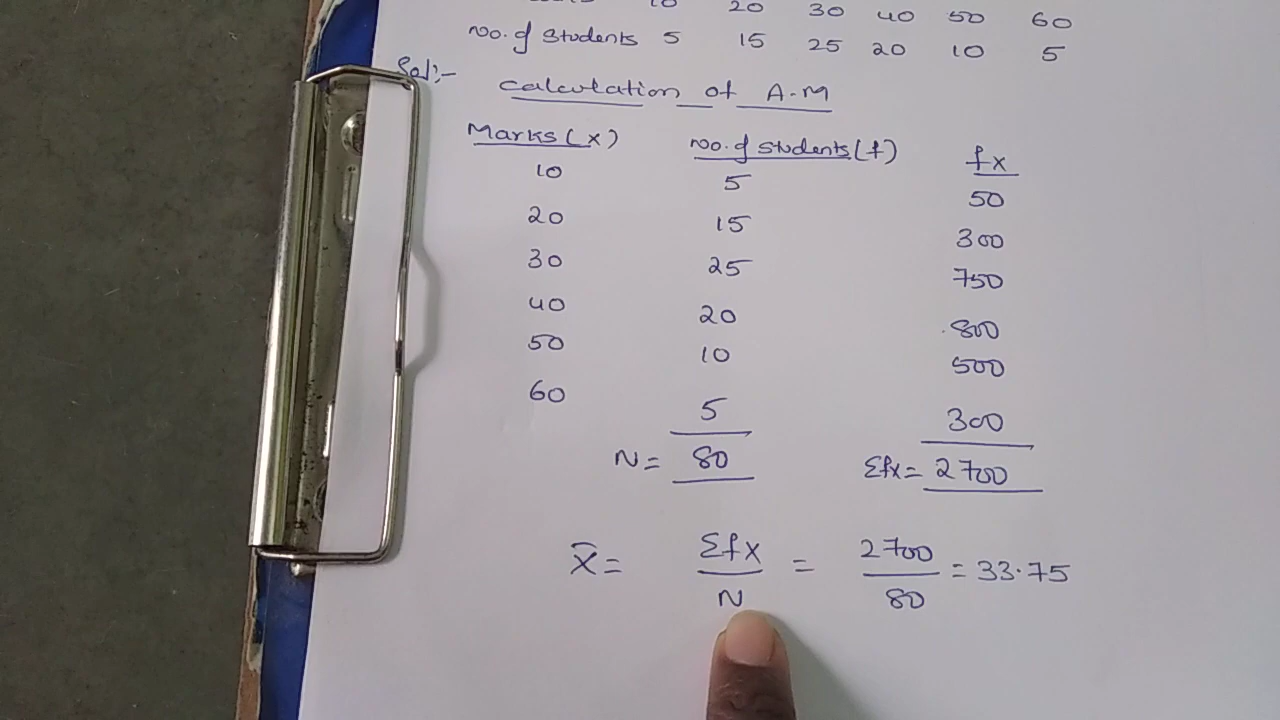 10 20 30 40 50 60
No. of Students 5 15 25 20 10 5
Sol:-
Calculation of A.M
Marks (x) No. of Students (f) fx
10 5 50
20 15 300
30 25 750
40 20 800
50 10 500
60 5 300
N = 80 Σfx = 2700
x̄ = Σfx / N = 2700 / 80 = 33.75